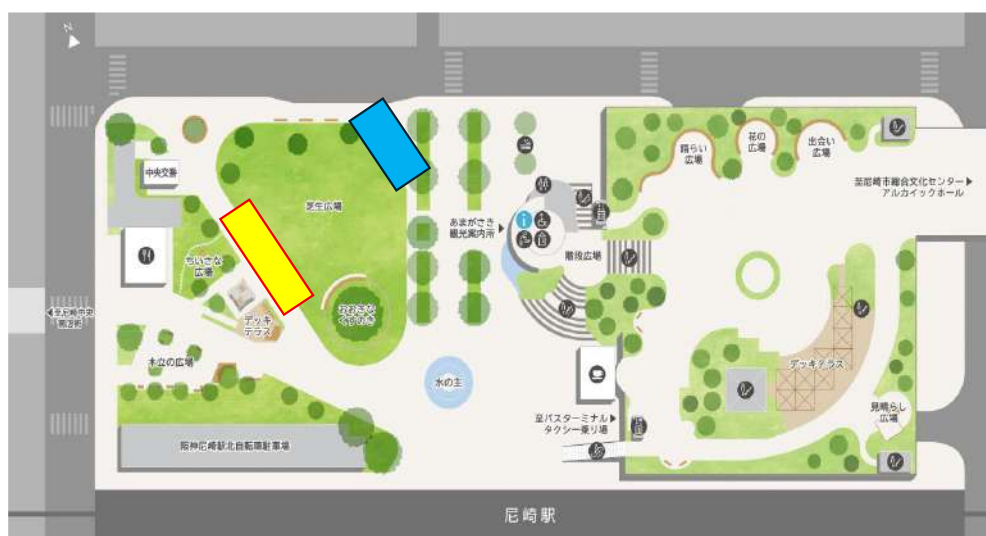 N
中央交番
芝生広場
ちいさな
広場
デッキ
テラス
おおきな
くすのき
木立の広場
阪神尼崎駅北自転車駐車場
水の主
あまがさき
観光案内所
階段広場
語らい
広場
花の
広場
出会い
広場
至尼崎市総合文化センター
アルカイックホール
デッキテラス
見晴らし
広場
至バスターミナル
タクシー乗り場
至尼崎中央
尼崎駅